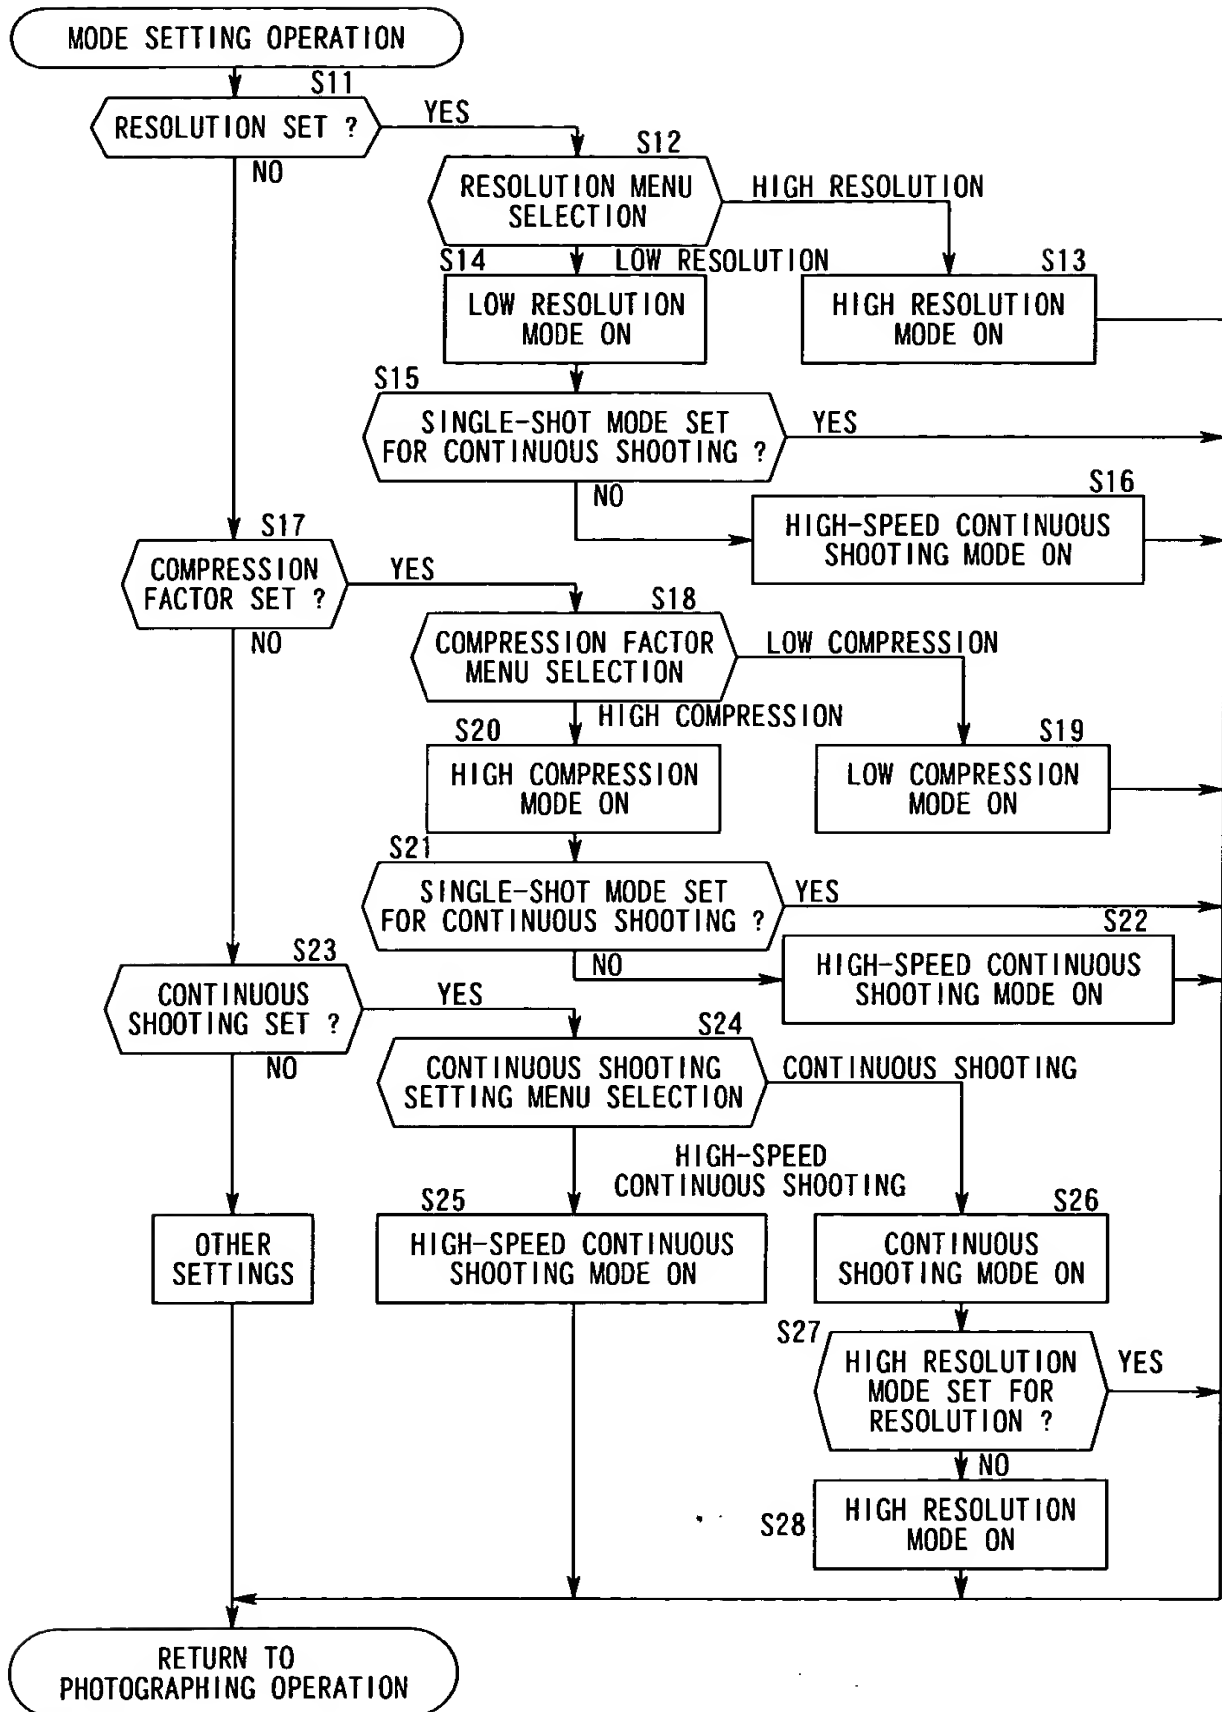 MODE SETTING OPERATION
S11
RESOLUTION SET ?
YES
NO
S12
RESOLUTION MENU
SELECTION
HIGH RESOLUTION
LOW RESOLUTION
S14
LOW RESOLUTION
MODE ON
S13
HIGH RESOLUTION
MODE ON
S15
SINGLE-SHOT MODE SET
FOR CONTINUOUS SHOOTING ?
YES
NO
S16
HIGH-SPEED CONTINUOUS
SHOOTING MODE ON
S17
COMPRESSION
FACTOR SET ?
YES
NO
S18
COMPRESSION FACTOR
MENU SELECTION
LOW COMPRESSION
HIGH COMPRESSION
S20
HIGH COMPRESSION
MODE ON
S19
LOW COMPRESSION
MODE ON
S21
SINGLE-SHOT MODE SET
FOR CONTINUOUS SHOOTING ?
YES
NO
S22
HIGH-SPEED CONTINUOUS
SHOOTING MODE ON
S23
CONTINUOUS
SHOOTING SET ?
YES
NO
S24
CONTINUOUS SHOOTING
SETTING MENU SELECTION
CONTINUOUS SHOOTING
HIGH-SPEED
CONTINUOUS SHOOTING
OTHER
SETTINGS
S25
HIGH-SPEED CONTINUOUS
SHOOTING MODE ON
S26
CONTINUOUS
SHOOTING MODE ON
S27
HIGH RESOLUTION
MODE SET FOR
RESOLUTION ?
YES
NO
S28
HIGH RESOLUTION
MODE ON
RETURN TO
PHOTOGRAPHING OPERATION